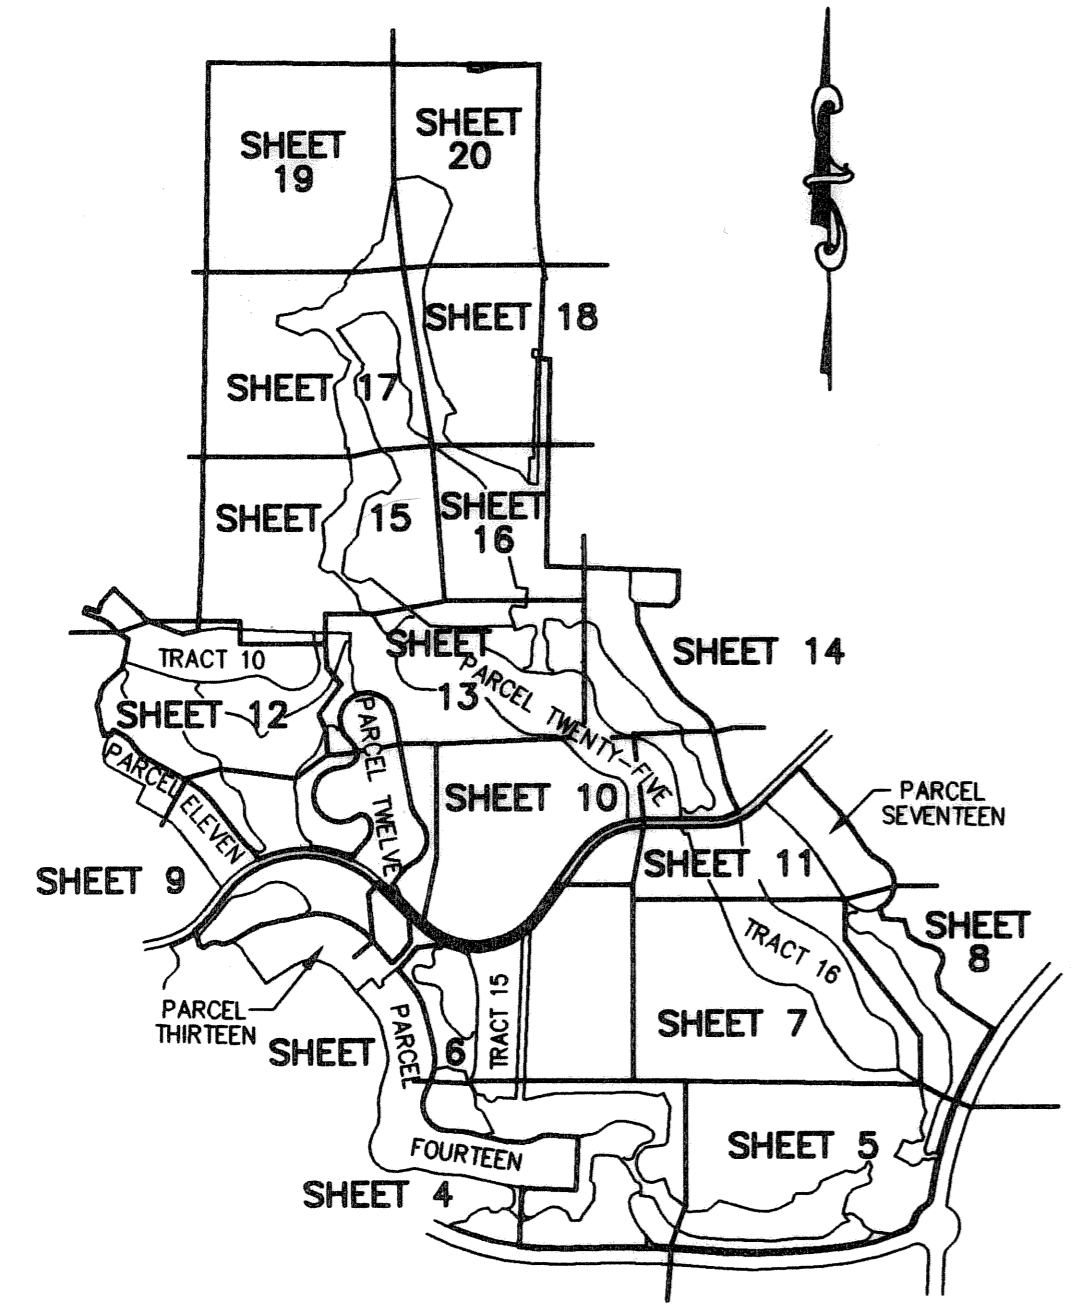 SHEET
19
SHEET
20
SHEET 18
SHEET 17
SHEET 15
SHEET
16
SHEET
13
SHEET 14
TRACT 10
SHEET 12
PARCEL TWENTY-FIVE
PARCEL TWELVE
PARCEL ELEVEN
SHEET 10
PARCEL
SEVENTEEN
SHEET 11
SHEET 9
SHEET
8
TRACT 16
PARCEL
THIRTEEN
TRACT 15
SHEET 7
SHEET 6
PARCEL
FOURTEEN
SHEET 5
SHEET 4